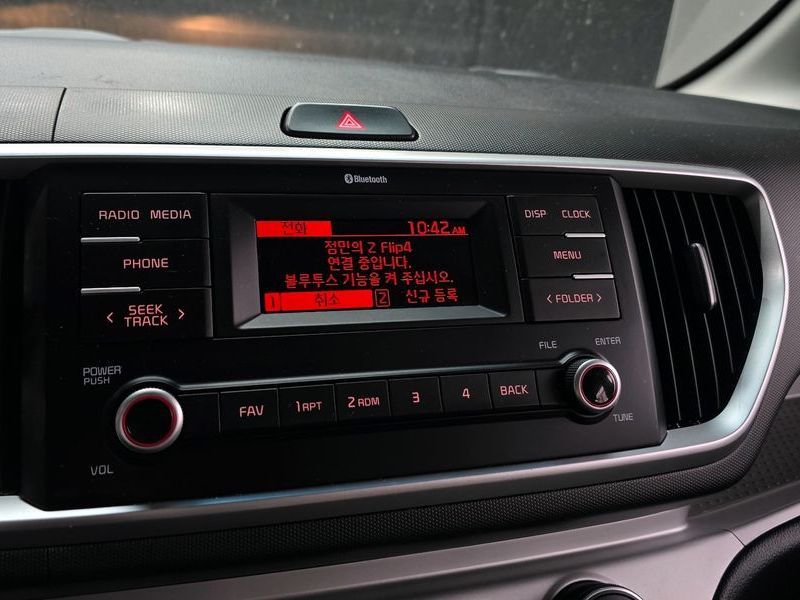 Bluetooth
RADIO MEDIA
PHONE
< SEEK TRACK >
전화 10:42 AM
점민의 Z Flip4
연결 중입니다.
블루투스 기능을 켜 주십시오.
1 취소 2 신규 등록
DISP CLOCK
MENU
< FOLDER >
POWER
PUSH
VOL
FAV
1 RPT
2 RDM
3
4
BACK
FILE
ENTER
TUNE